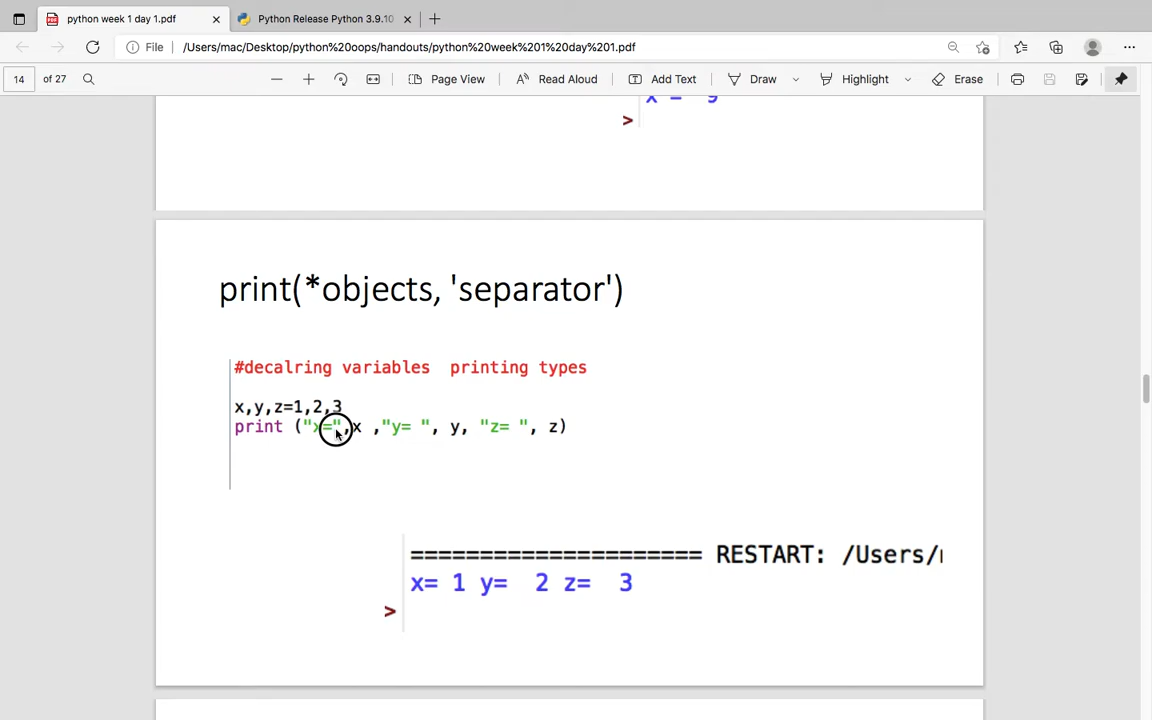 python week 1 day 1.pdf
Python Release Python 3.9.10
File
/Users/mac/Desktop/python%20oops/handouts/python%20week%201%20day%201.pdf
14 of 27
Page View
Read Aloud
Add Text
Draw
Highlight
Erase
x = 9
>
print(*objects, 'separator')
#decalring variables printing types
x,y,z=1,2,3
print ("x=",x ,"y= ", y, "z= ", z)
===================== RESTART: /Users/
x= 1 y=  2 z=  3
>